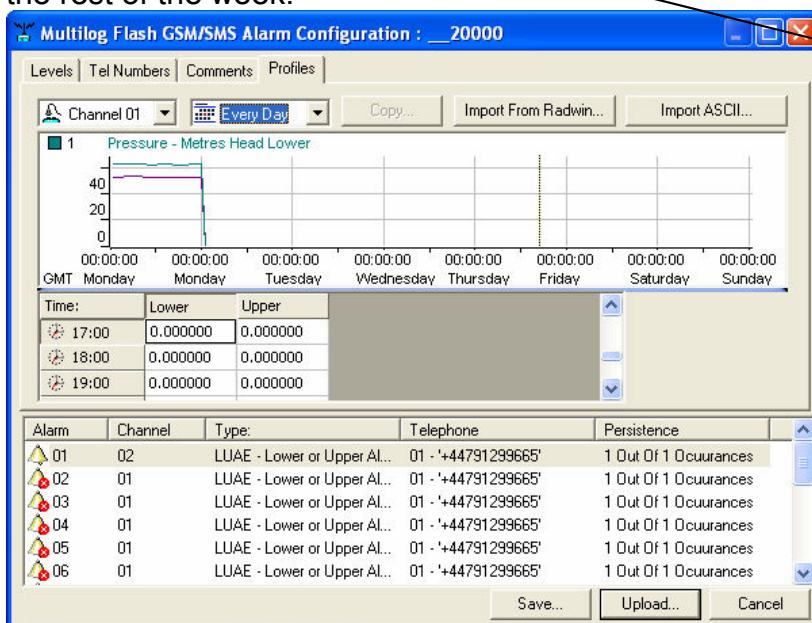 the rest of the week.
Multilog Flash GSM/SMS Alarm Configuration : __20000
Levels Tel Numbers Comments Profiles
Channel 01 Every Day Copy... Import From Radwin... Import ASCII...
1 Pressure - Metres Head Lower
40
20
0
00:00:00 00:00:00 00:00:00 00:00:00 00:00:00 00:00:00 00:00:00 00:00:00
GMT Monday Monday Tuesday Wednesday Thursday Friday Saturday Sunday
Time: Lower Upper
17:00 0.000000 0.000000
18:00 0.000000 0.000000
19:00 0.000000 0.000000
Alarm Channel Type: Telephone Persistence
01 02 LUAE - Lower or Upper Al... 01 - '+44791299665' 1 Out Of 1 Ocuurances
02 01 LUAE - Lower or Upper Al... 01 - '+44791299665' 1 Out Of 1 Ocuurances
03 01 LUAE - Lower or Upper Al... 01 - '+44791299665' 1 Out Of 1 Ocuurances
04 01 LUAE - Lower or Upper Al... 01 - '+44791299665' 1 Out Of 1 Ocuurances
05 01 LUAE - Lower or Upper Al... 01 - '+44791299665' 1 Out Of 1 Ocuurances
06 01 LUAE - Lower or Upper Al... 01 - '+44791299665' 1 Out Of 1 Ocuurances
Save... Upload... Cancel